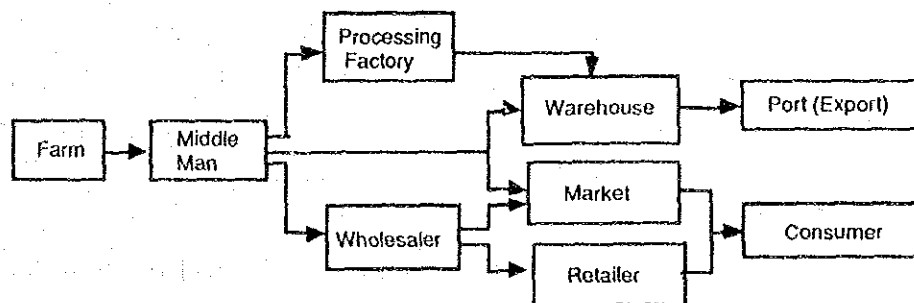 Processing
Factory
Warehouse
Port (Export)
Farm
Middle
Man
Market
Wholesaler
Consumer
Retailer